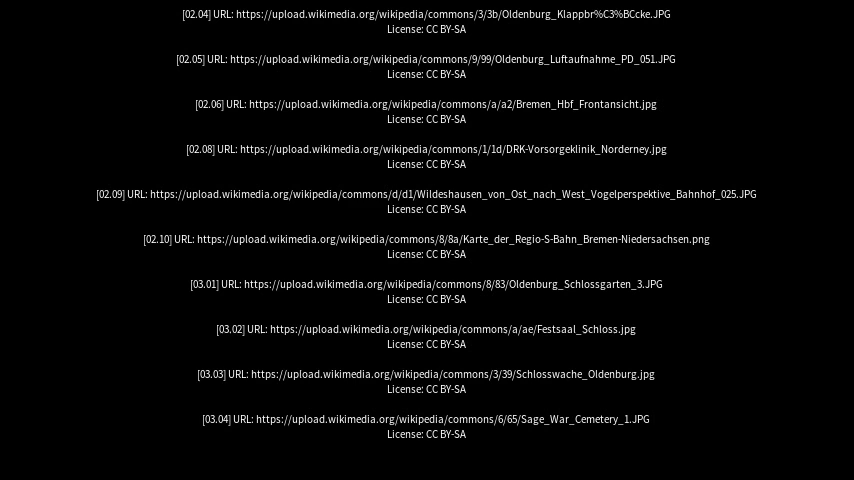 [02.04] URL: https://upload.wikimedia.org/wikipedia/commons/3/3b/Oldenburg_Klappbr%C3%BCcke.JPG
License: CC BY-SA
[02.05] URL: https://upload.wikimedia.org/wikipedia/commons/9/99/Oldenburg_Luftaufnahme_PD_051.JPG
License: CC BY-SA
[02.06] URL: https://upload.wikimedia.org/wikipedia/commons/a/a2/Bremen_Hbf_Frontansicht.jpg
License: CC BY-SA
[02.08] URL: https://upload.wikimedia.org/wikipedia/commons/1/1d/DRK-Vorsorgeklinik_Norderney.jpg
License: CC BY-SA
[02.09] URL: https://upload.wikimedia.org/wikipedia/commons/d/d1/Wildeshausen_von_Ost_nach_West_Vogelperspektive_Bahnhof_025.JPG
License: CC BY-SA
[02.10] URL: https://upload.wikimedia.org/wikipedia/commons/8/8a/Karte_der_Regio-S-Bahn_Bremen-Niedersachsen.png
License: CC BY-SA
[03.01] URL: https://upload.wikimedia.org/wikipedia/commons/8/83/Oldenburg_Schlossgarten_3.JPG
License: CC BY-SA
[03.02] URL: https://upload.wikimedia.org/wikipedia/commons/a/ae/Festsaal_Schloss.jpg
License: CC BY-SA
[03.03] URL: https://upload.wikimedia.org/wikipedia/commons/3/39/Schlosswache_Oldenburg.jpg
License: CC BY-SA
[03.04] URL: https://upload.wikimedia.org/wikipedia/commons/6/65/Sage_War_Cemetery_1.JPG
License: CC BY-SA